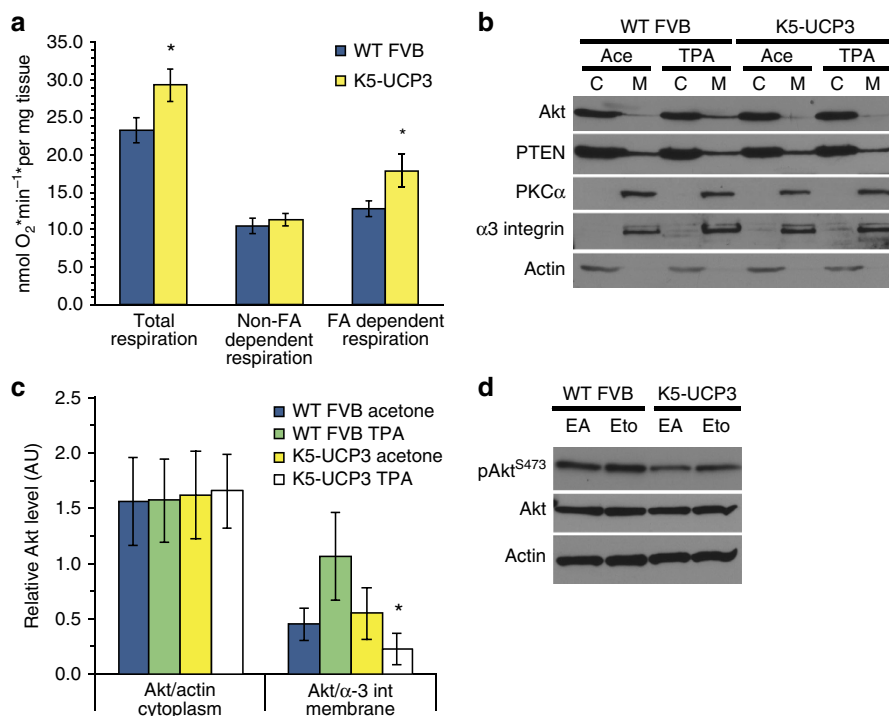 a
nmol O₂*min⁻¹*per mg tissue
35.0
30.0
25.0
20.0
15.0
10.0
5.0
0.0
*
*
WT FVB
K5-UCP3
Total respiration
Non-FA dependent respiration
FA dependent respiration
b
WT FVB K5-UCP3
Ace TPA Ace TPA
C M C M C M C M
Akt
PTEN
PKCα
α3 integrin
Actin
c
Relative Akt level (AU)
2.5
2.0
1.5
1.0
0.5
0.0
WT FVB acetone
WT FVB TPA
K5-UCP3 acetone
K5-UCP3 TPA
*
Akt/actin cytoplasm
Akt/α-3 int membrane
d
WT FVB K5-UCP3
EA Eto EA Eto
pAktS473
Akt
Actin